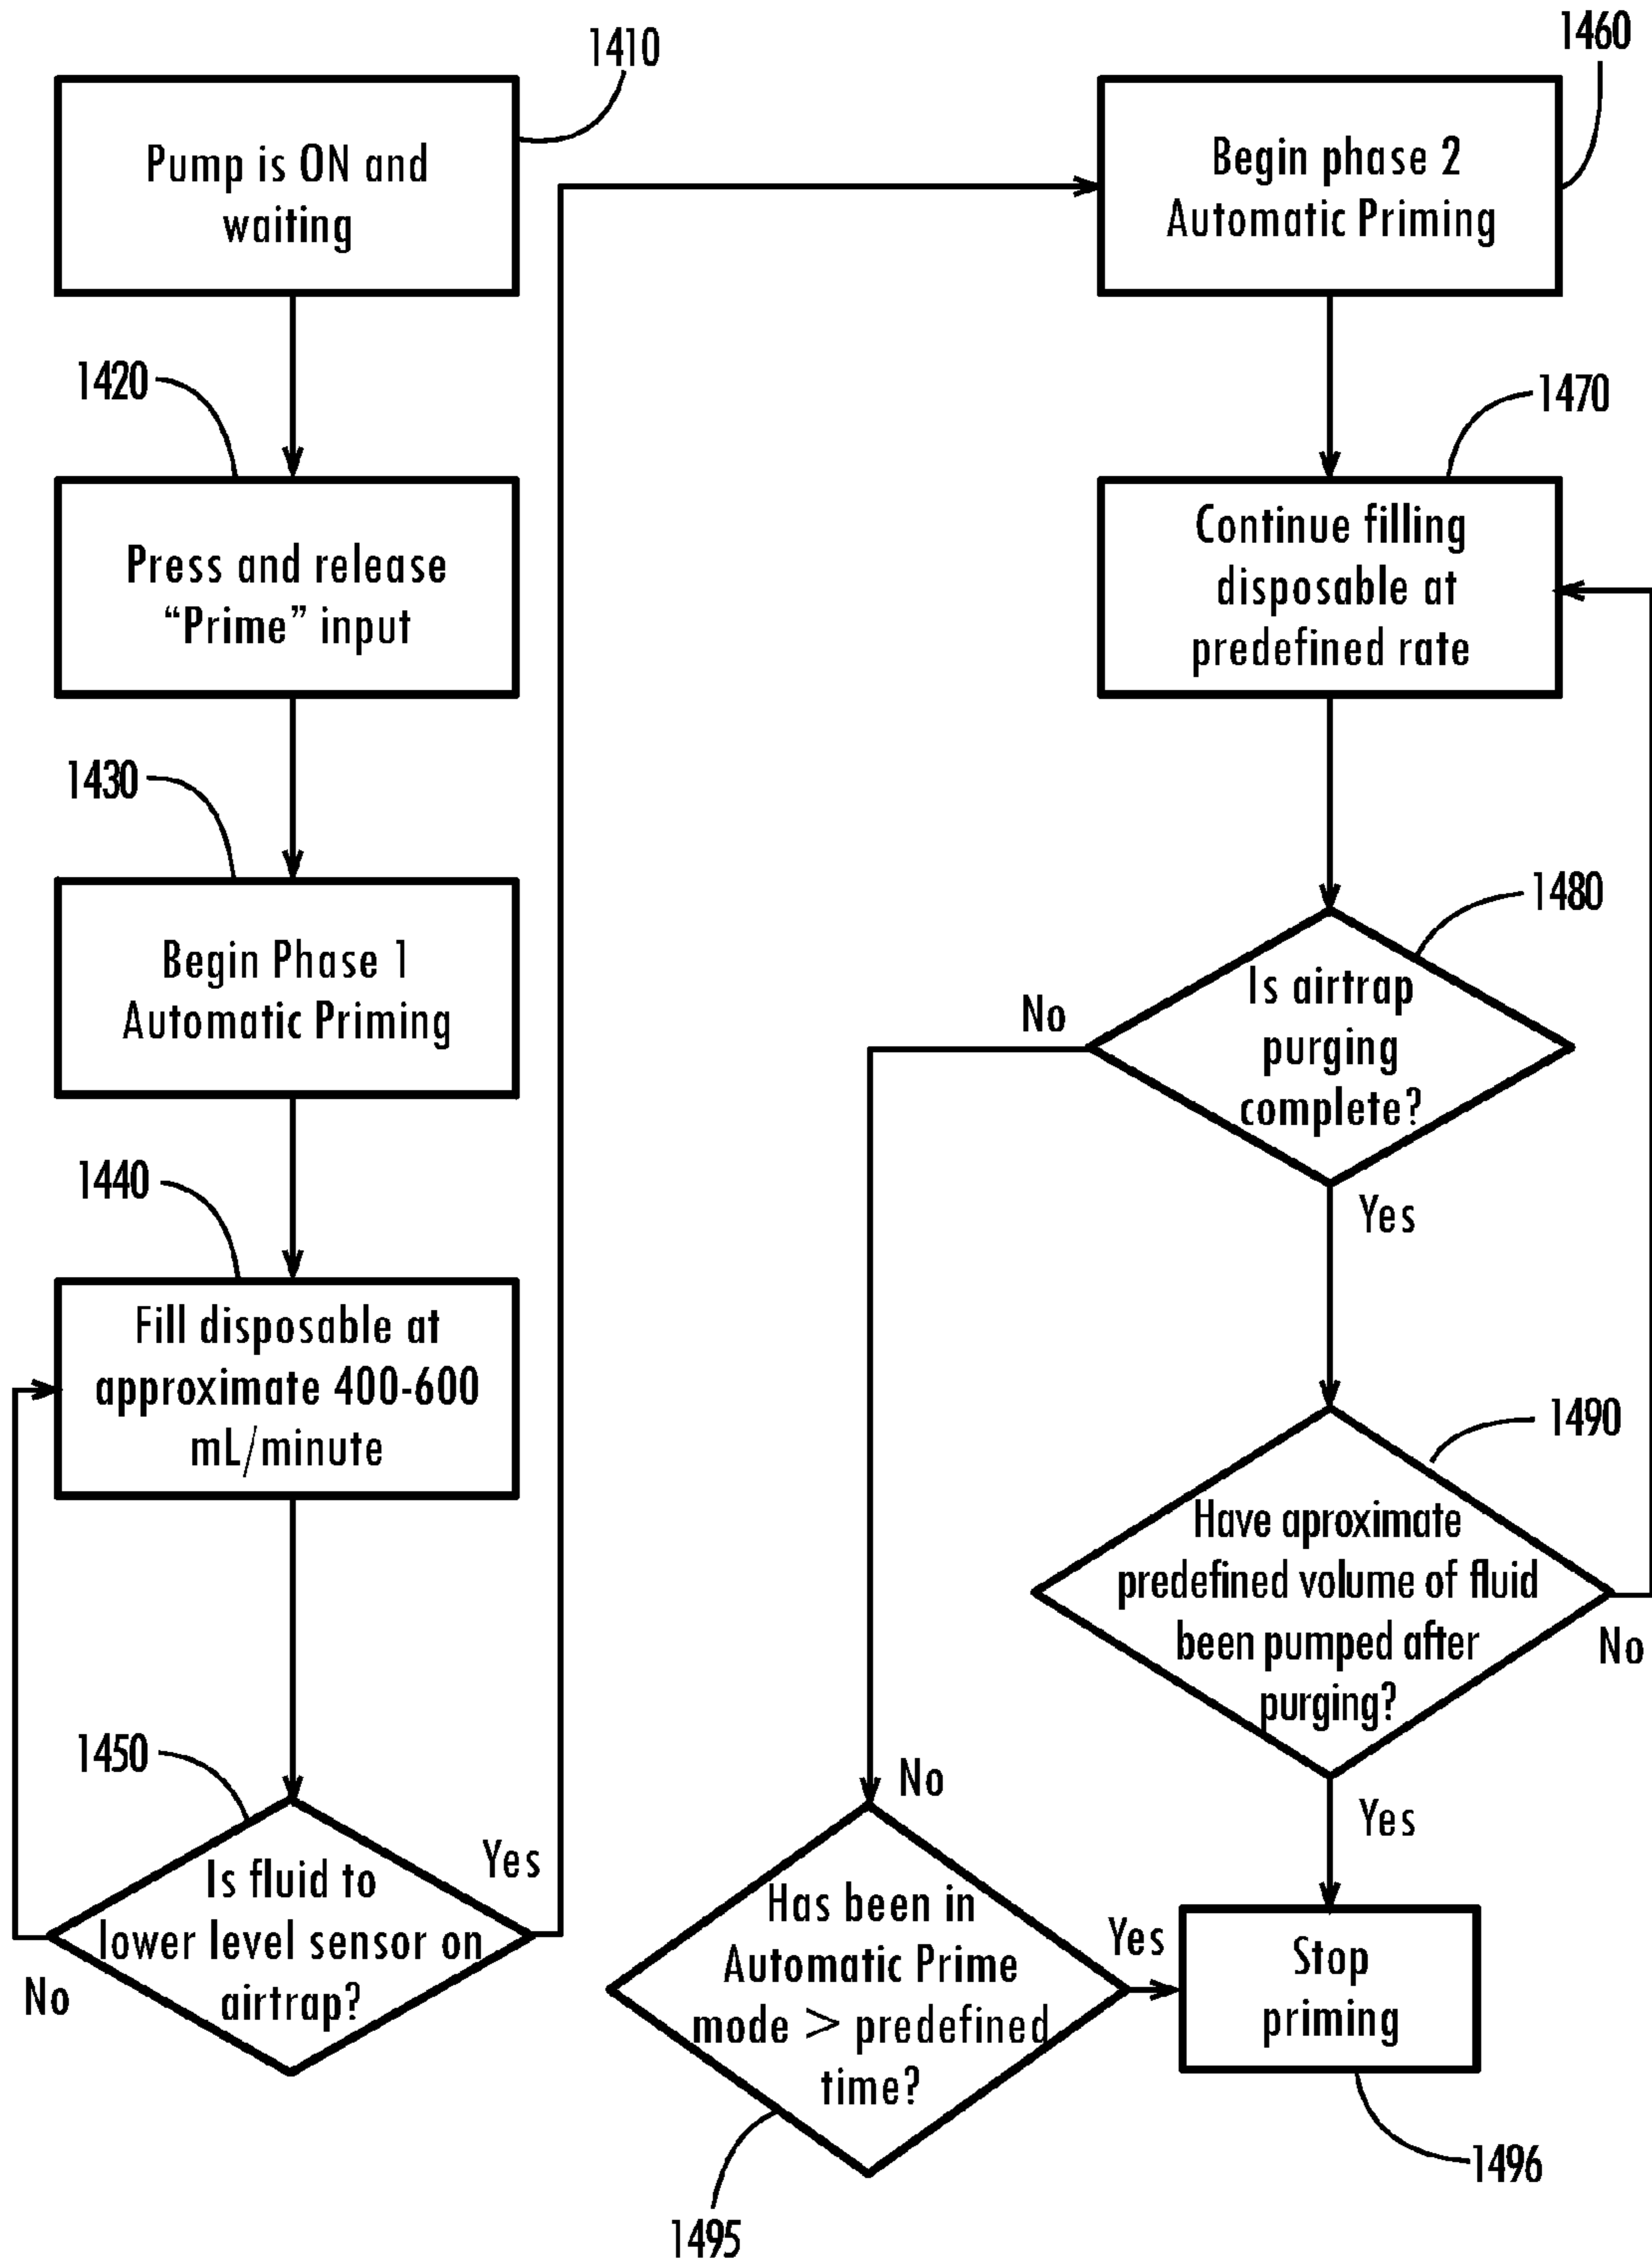 1410
Pump is ON and
waiting
1420
Press and release
“Prime” input
1430
Begin Phase 1
Automatic Priming
1440
Fill disposable at
approximate 400-600
mL/minute
1450
Is fluid to
lower level sensor on
airtrap?
Yes
No
1460
Begin phase 2
Automatic Priming
1470
Continue filling
disposable at
predefined rate
1480
Is airtrap
purging
complete?
No
Yes
1490
Have aproximate
predefined volume of fluid
been pumped after
purging?
No
Yes
No
Has been in
Automatic Prime
mode > predefined
time?
Yes
1495
Stop
priming
1496